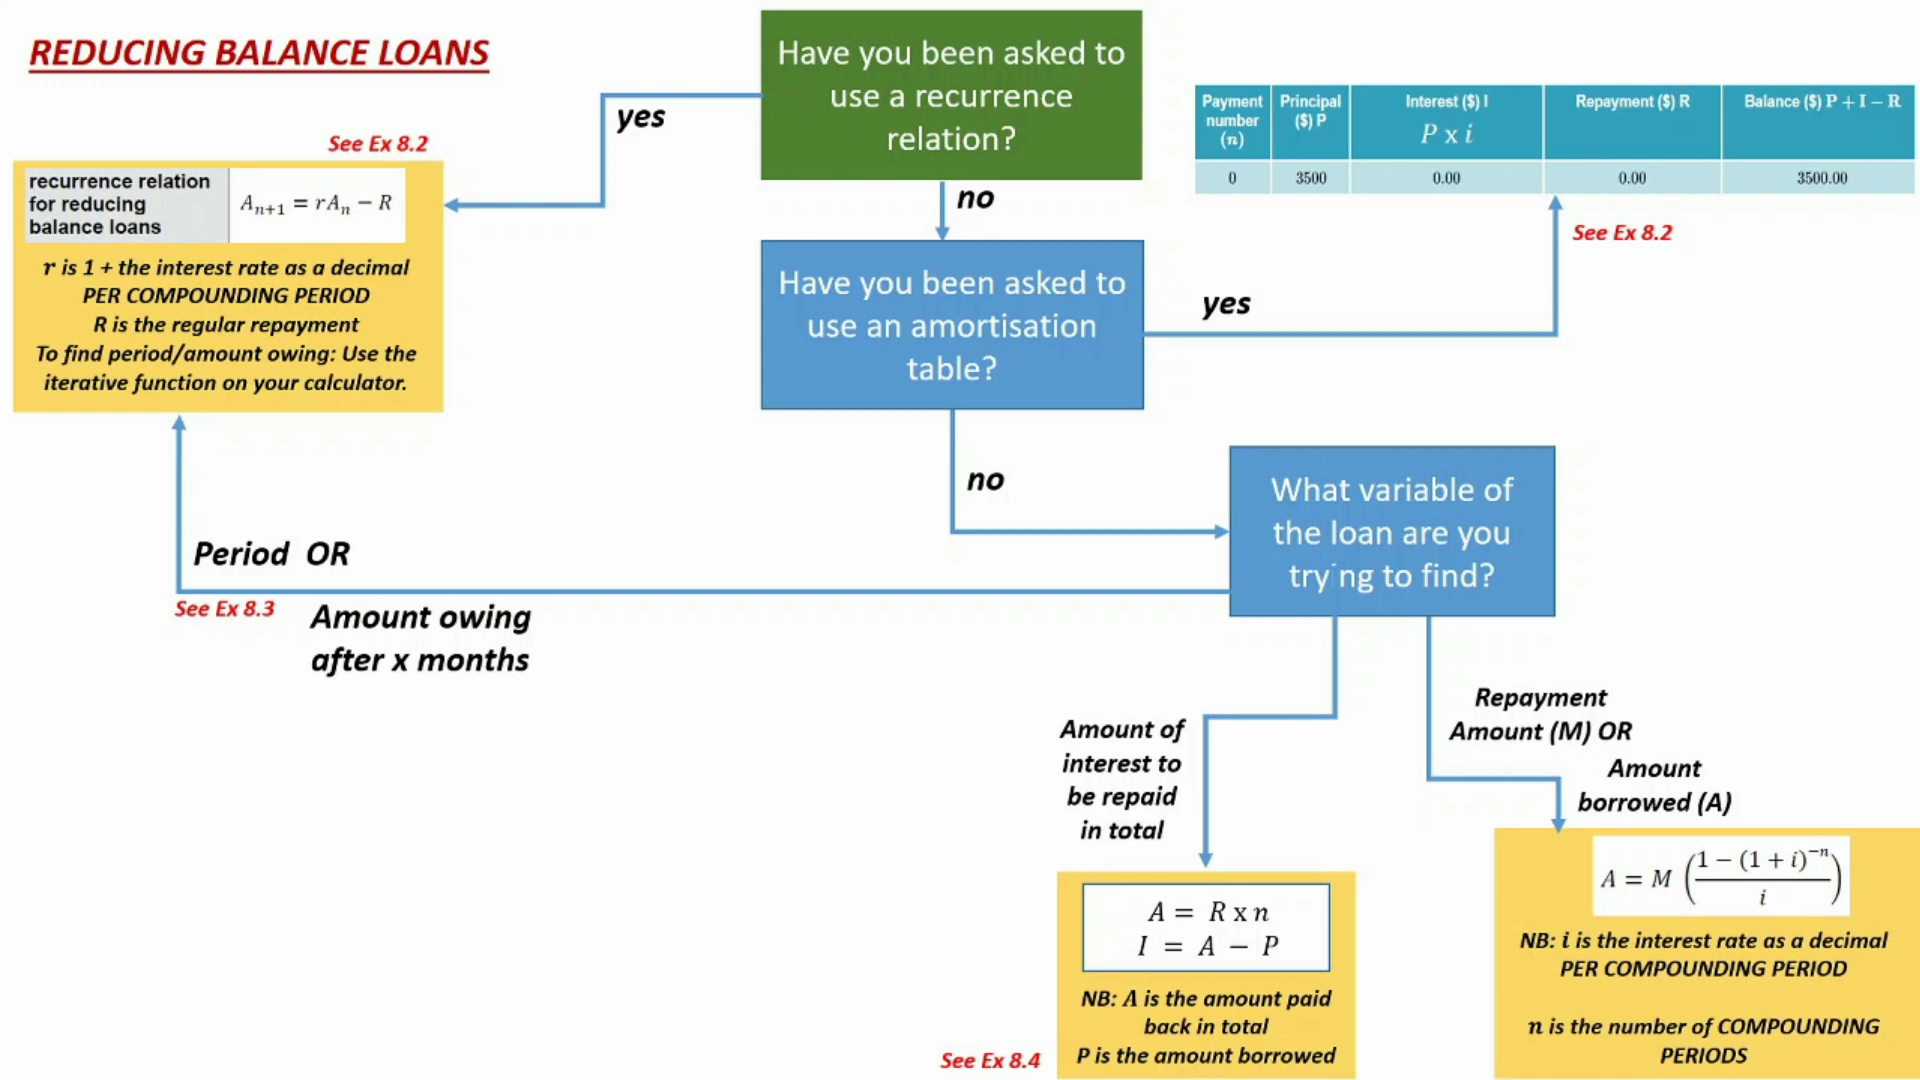 REDUCING BALANCE LOANS
Have you been asked to
use a recurrence
relation?
yes
no
See Ex 8.2
recurrence relation
for reducing
balance loans
A_{n+1} = rA_n − R
r is 1 + the interest rate as a decimal
PER COMPOUNDING PERIOD
R is the regular repayment
To find period/amount owing: Use the
iterative function on your calculator.
Payment
number
(n)
Principal
($) P
Interest ($) I
P x i
Repayment ($) R
Balance ($) P + I − R
0
3500
0.00
0.00
3500.00
See Ex 8.2
Have you been asked to
use an amortisation
table?
yes
no
What variable of
the loan are you
trying to find?
Period OR
See Ex 8.3
Amount owing
after x months
Amount of
interest to
be repaid
in total
Repayment
Amount (M) OR
Amount
borrowed (A)
A = R x n
I = A − P
NB: A is the amount paid
back in total
P is the amount borrowed
See Ex 8.4
A = M ((1 − (1 + i)^{−n})/i)
NB: i is the interest rate as a decimal
PER COMPOUNDING PERIOD
n is the number of COMPOUNDING
PERIODS